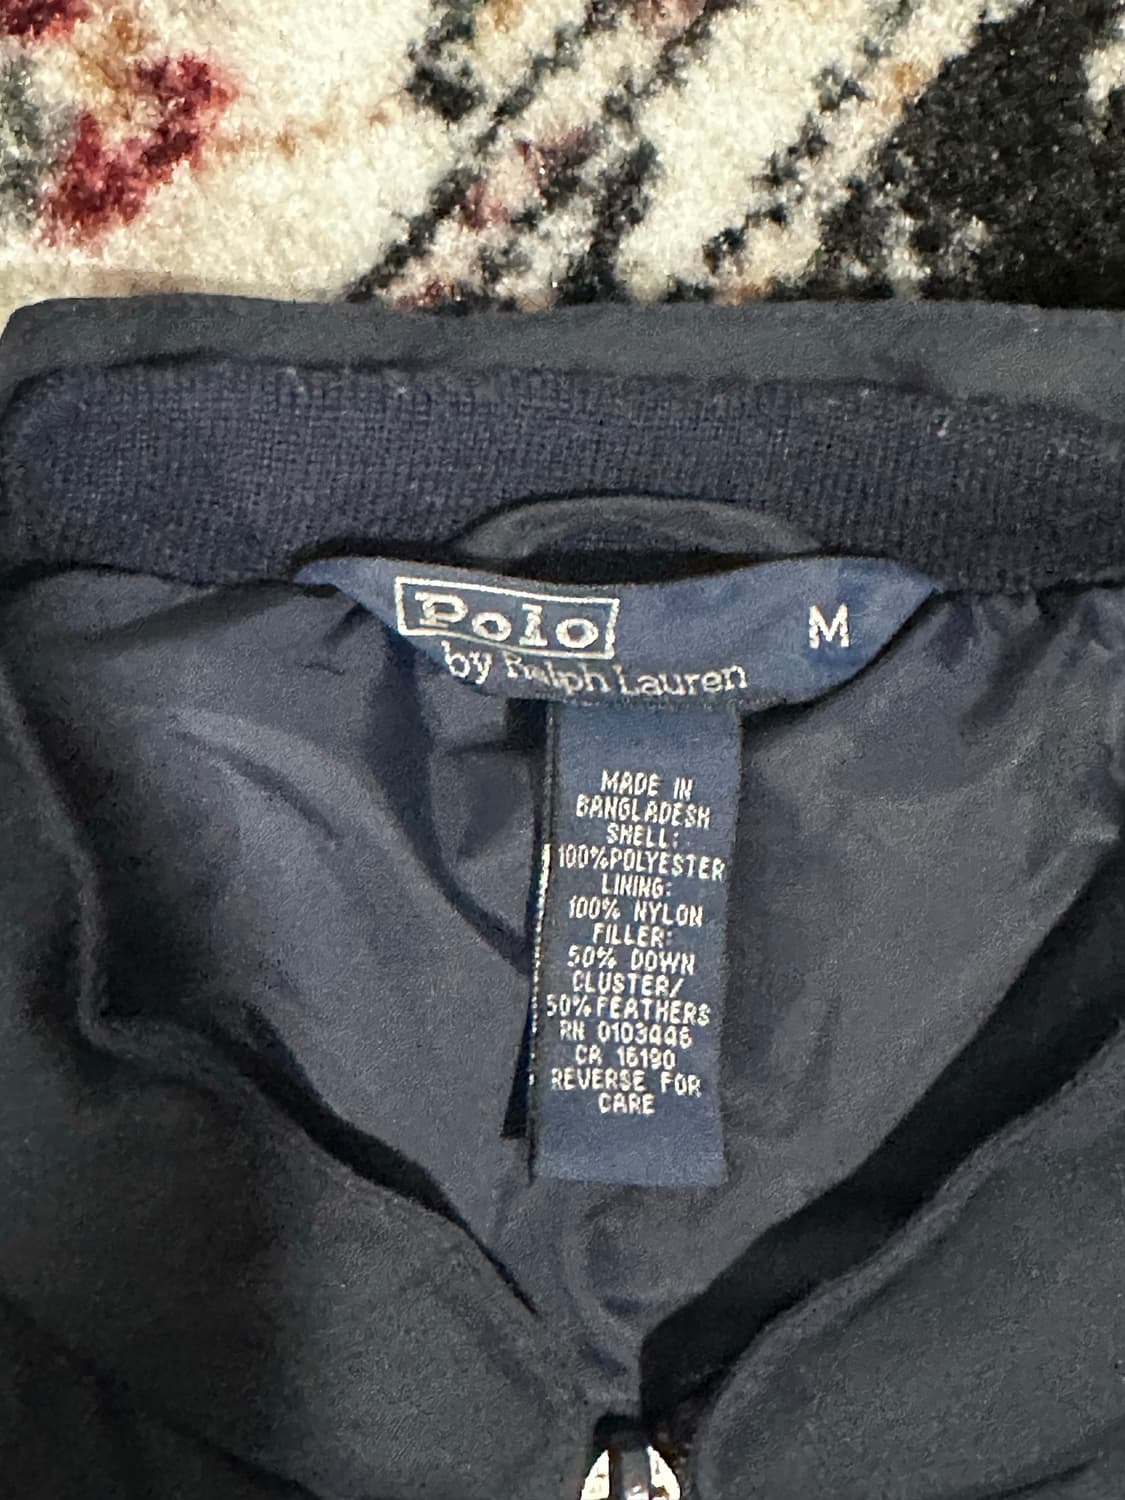 Polo
by Ralph Lauren
M
MADE IN
BANGLADESH
SHELL:
100%POLYESTER
LINING:
100% NYLON
FILLER:
50% DOWN
CLUSTER/
50%FEATHERS
RN 0103446
CA 16190
REVERSE FOR
CARE